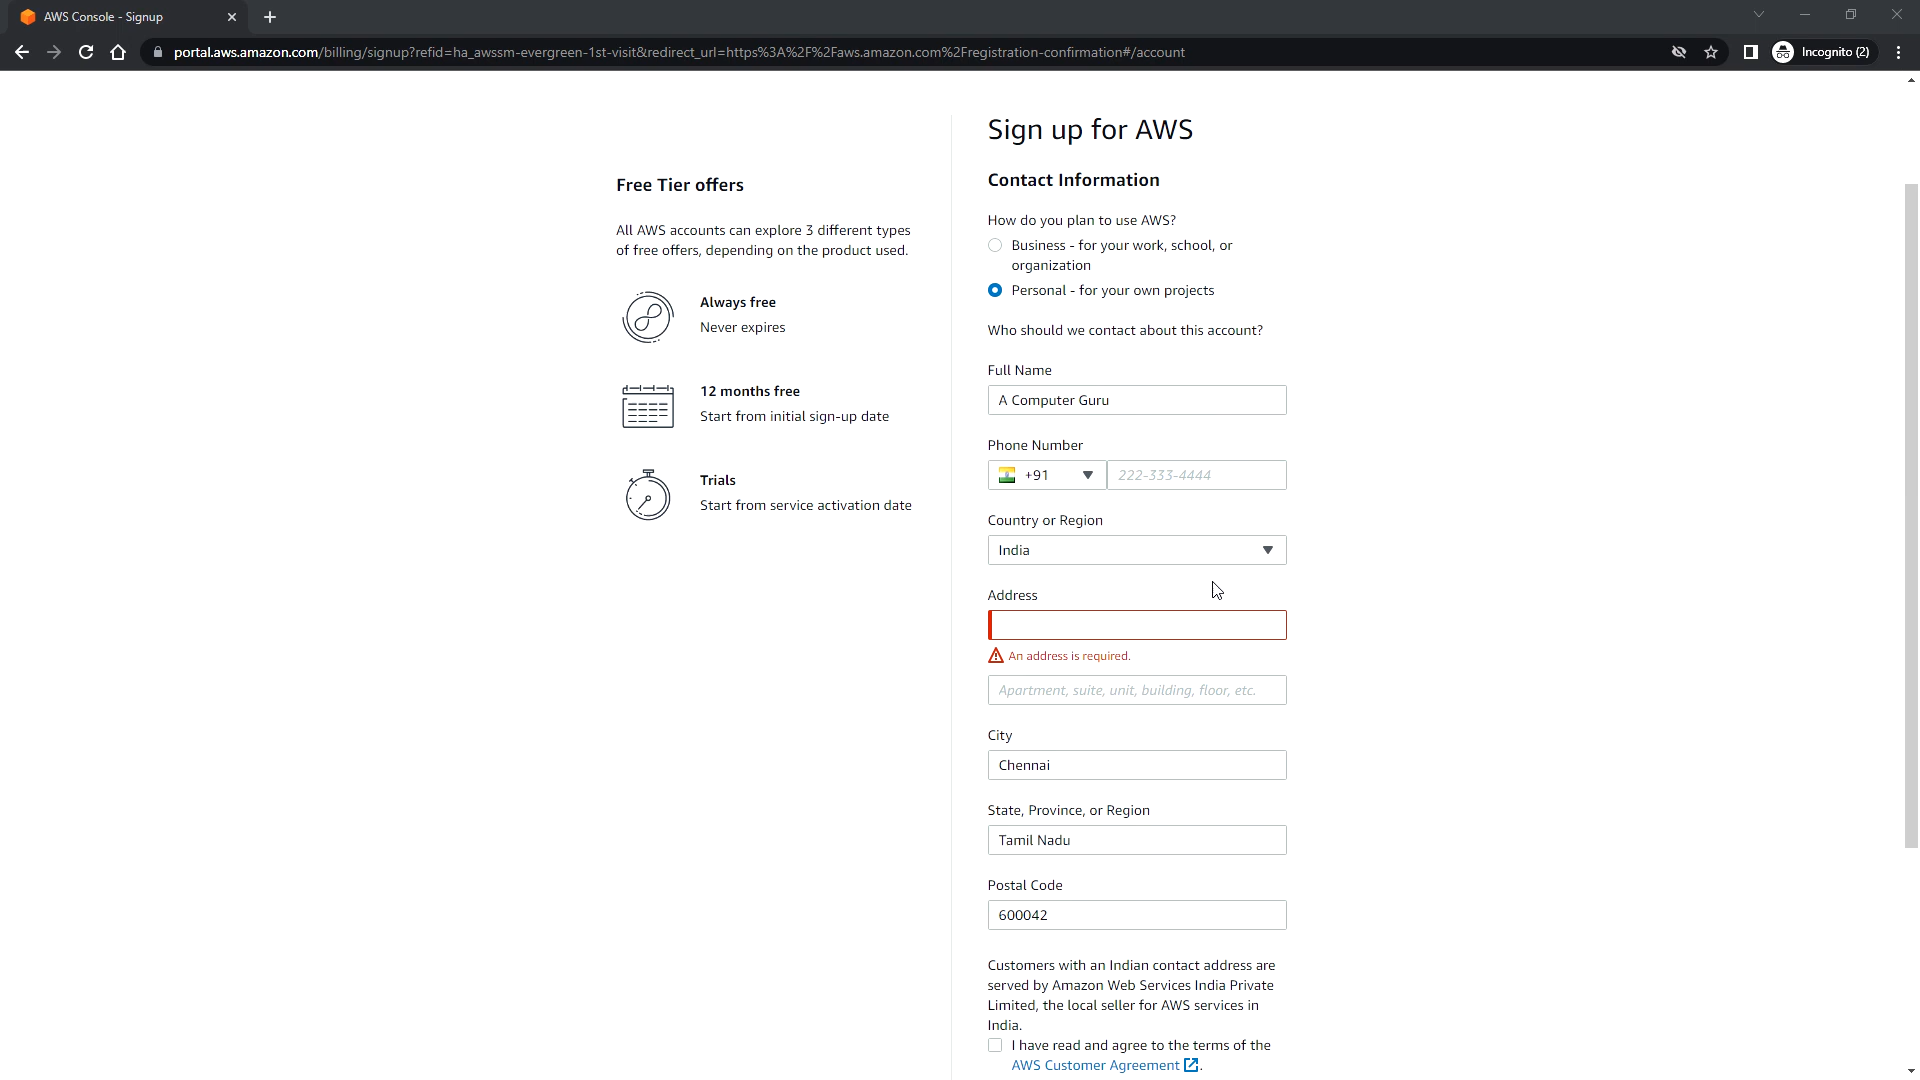 AWS Console - Signup
portal.aws.amazon.com/billing/signup?refid=ha_awssm-evergreen-1st-visit&redirect_url=https%3A%2F%2Faws.amazon.com%2Fregistration-confirmation#/account
Incognito (2)
Free Tier offers
All AWS accounts can explore 3 different types
of free offers, depending on the product used.
Always free
Never expires
12 months free
Start from initial sign-up date
Trials
Start from service activation date
Sign up for AWS
Contact Information
How do you plan to use AWS?
Business - for your work, school, or
organization
Personal - for your own projects
Who should we contact about this account?
Full Name
A Computer Guru
Phone Number
+91
222-333-4444
Country or Region
India
Address
An address is required.
Apartment, suite, unit, building, floor, etc.
City
Chennai
State, Province, or Region
Tamil Nadu
Postal Code
600042
Customers with an Indian contact address are
served by Amazon Web Services India Private
Limited, the local seller for AWS services in
India.
I have read and agree to the terms of the
AWS Customer Agreement.